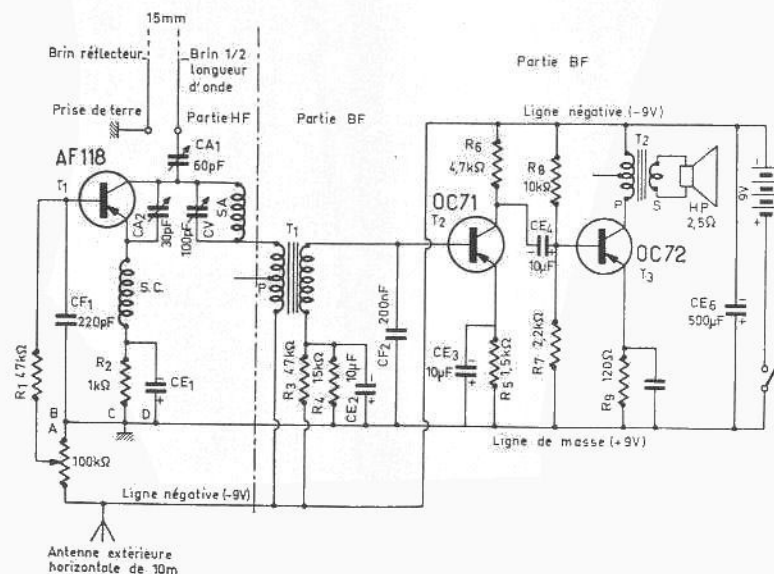 15mm
Brin réflecteur
Brin 1/2
longueur
d'onde
Prise de terre
Partie HF
Partie BF
Partie BF
Ligne négative (-9V)
AF118
T1
CA1
60pF
CA2
30pF
100pF
CV
S.A.
S.C.
CF1
220pF
R1 47kΩ
R2
1kΩ
CE1
B
A
C
D
100kΩ
T1
P
R3 47kΩ
R4 15kΩ
CE2 10µF
200nF
CF2
R6
4,7kΩ
OC71
T2
CE3
10µF
R5 1,5kΩ
CE4
10µF
R8
10kΩ
R7 2,2kΩ
OC72
T3
T2
P
S
HP
2,5Ω
R9 120Ω
CE6
500µF
9V
Ligne de masse (+9V)
Ligne négative (-9V)
Antenne extérieure
horizontale de 10m